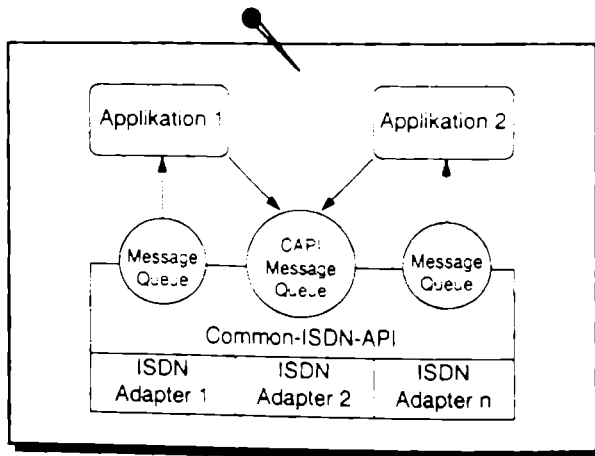 Applikation 1
Applikation 2
Message
Queue
CAPI
Message
Queue
Message
Queue
Common-ISDN-API
ISDN
Adapter 1
ISDN
Adapter 2
ISDN
Adapter n